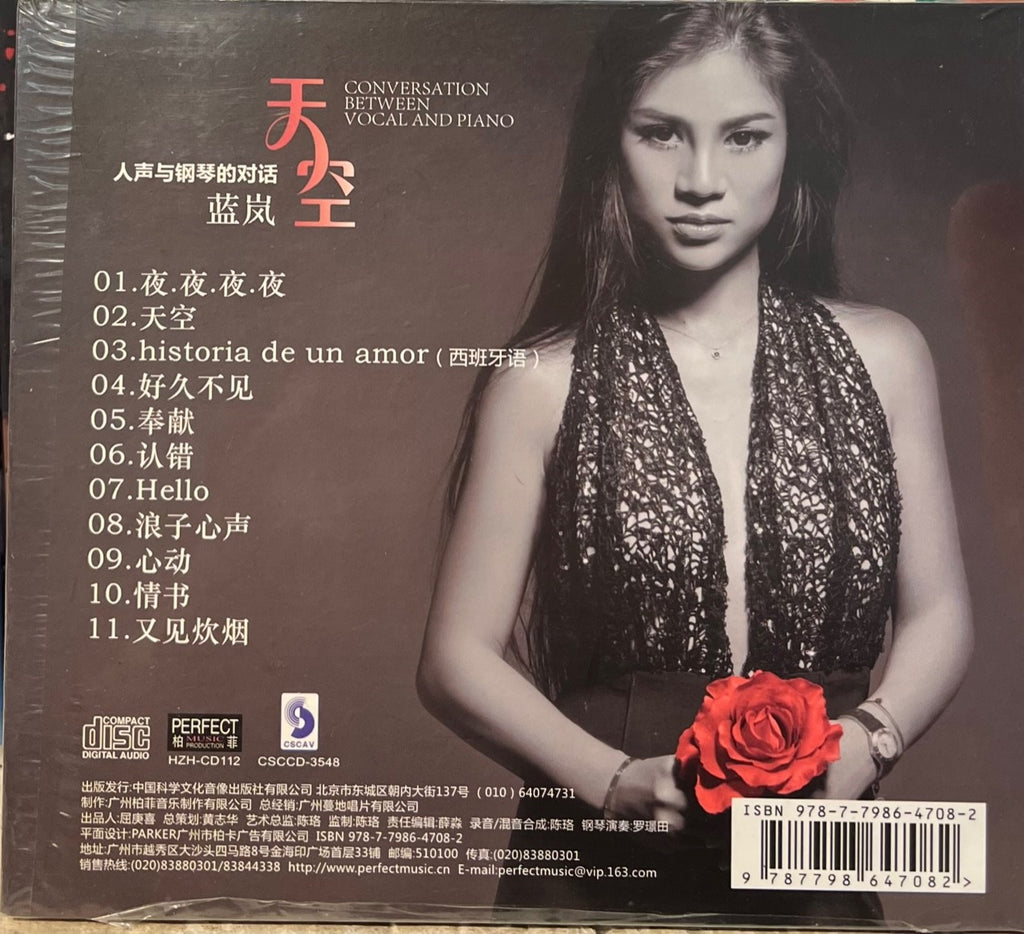 天空
CONVERSATION
BETWEEN
VOCAL AND PIANO
人声与钢琴的对话
蓝岚
01.夜.夜.夜.夜
02.天空
03.historia de un amor（西班牙语）
04.好久不见
05.奉献
06.认错
07.Hello
08.浪子心声
09.心动
10.情书
11.又见炊烟
COMPACT
disc
DIGITAL AUDIO
PERFECT
柏 MUSIC PRODUCTION 菲
HZH-CD112
CSCAV
CSCCD-3548
出版发行:中国科学文化音像出版社有限公司 北京市东城区朝内大街137号 (010) 64074731
制作:广州柏菲音乐制作有限公司 总经销:广州蔓地唱片有限公司
出品人:屈庚喜 总策划:黄志华 艺术总监:陈珞 监制:陈珞 责任编辑:薛淼 录音/混音合成:陈珞 钢琴演奏:罗璟田
平面设计:PARKER广州市柏卡广告有限公司 ISBN 978-7-7986-4708-2
地址:广州市越秀区大沙头四马路8号金海印广场首层33铺 邮编:510100 传真:(020)83880301
销售热线:(020)83880301/83844338 http://www.perfectmusic.cn E-mail:perfectmusic@vip.163.com
ISBN 978-7-7986-4708-2
9 787798 647082 >